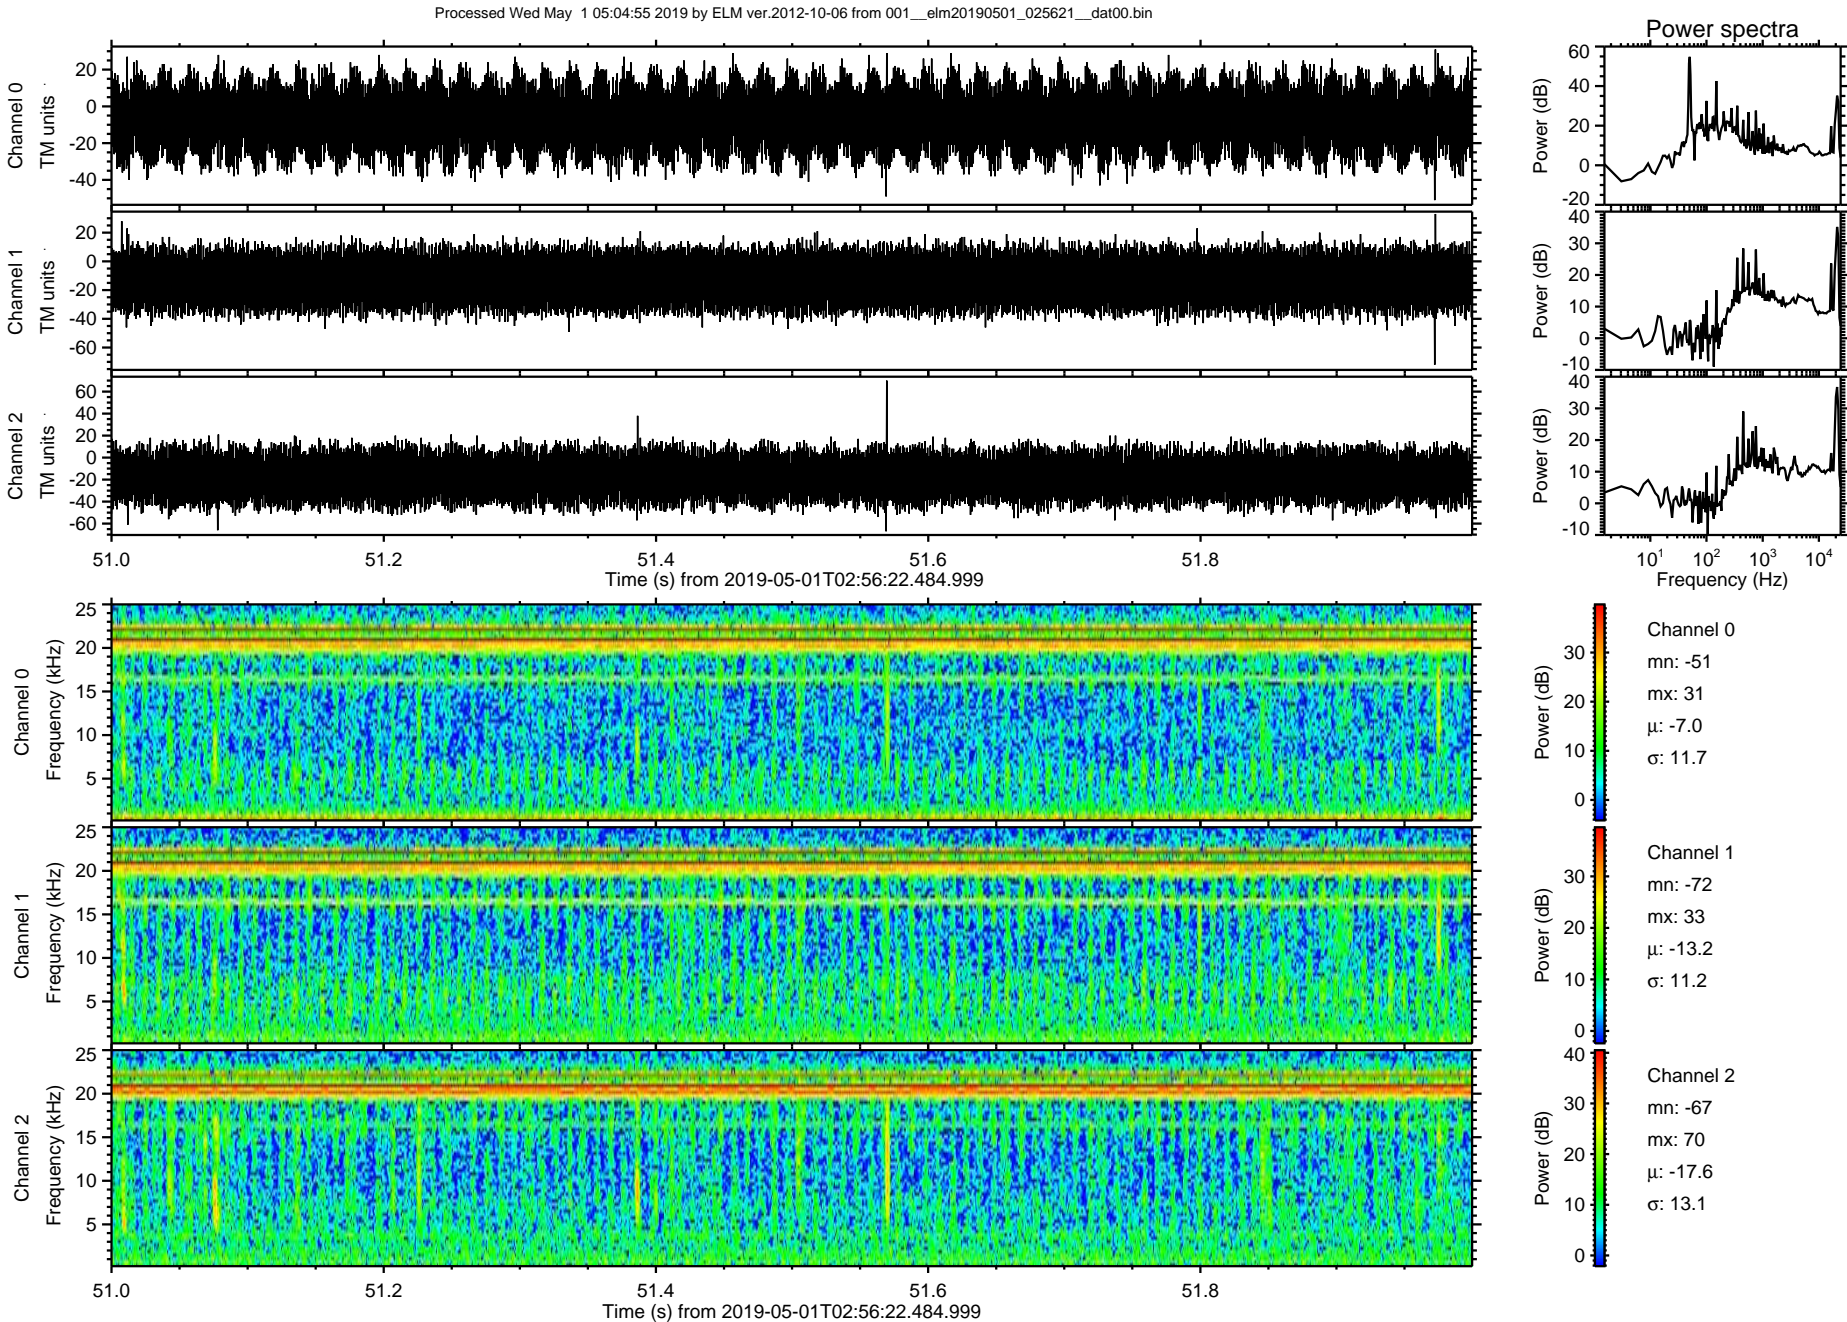 Processed Wed May  1 05:04:55 2019 by ELM ver.2012-10-06 from 001__elm20190501_025621__dat00.bin
Power spectra
Channel 0
TM units
20
0
-20
-40
Power (dB)
60
40
20
0
-20
Channel 1
TM units
20
0
-20
-40
-60
Power (dB)
40
30
20
10
0
-10
Channel 2
TM units
60
40
20
0
-20
-40
-60
Power (dB)
40
30
20
10
0
-10
51.0 51.2 51.4 51.6 51.8
Time (s) from 2019-05-01T02:56:22.484.999
10¹ 10² 10³ 10⁴
Frequency (Hz)
Channel 0
Frequency (kHz)
25
20
15
10
5
Power (dB)
30
20
10
0
Channel 0
mn: -51
mx: 31
μ: -7.0
σ: 11.7
Channel 1
Frequency (kHz)
25
20
15
10
5
Power (dB)
30
20
10
0
Channel 1
mn: -72
mx: 33
μ: -13.2
σ: 11.2
Channel 2
Frequency (kHz)
25
20
15
10
5
Power (dB)
40
30
20
10
0
Channel 2
mn: -67
mx: 70
μ: -17.6
σ: 13.1
51.0 51.2 51.4 51.6 51.8
Time (s) from 2019-05-01T02:56:22.484.999